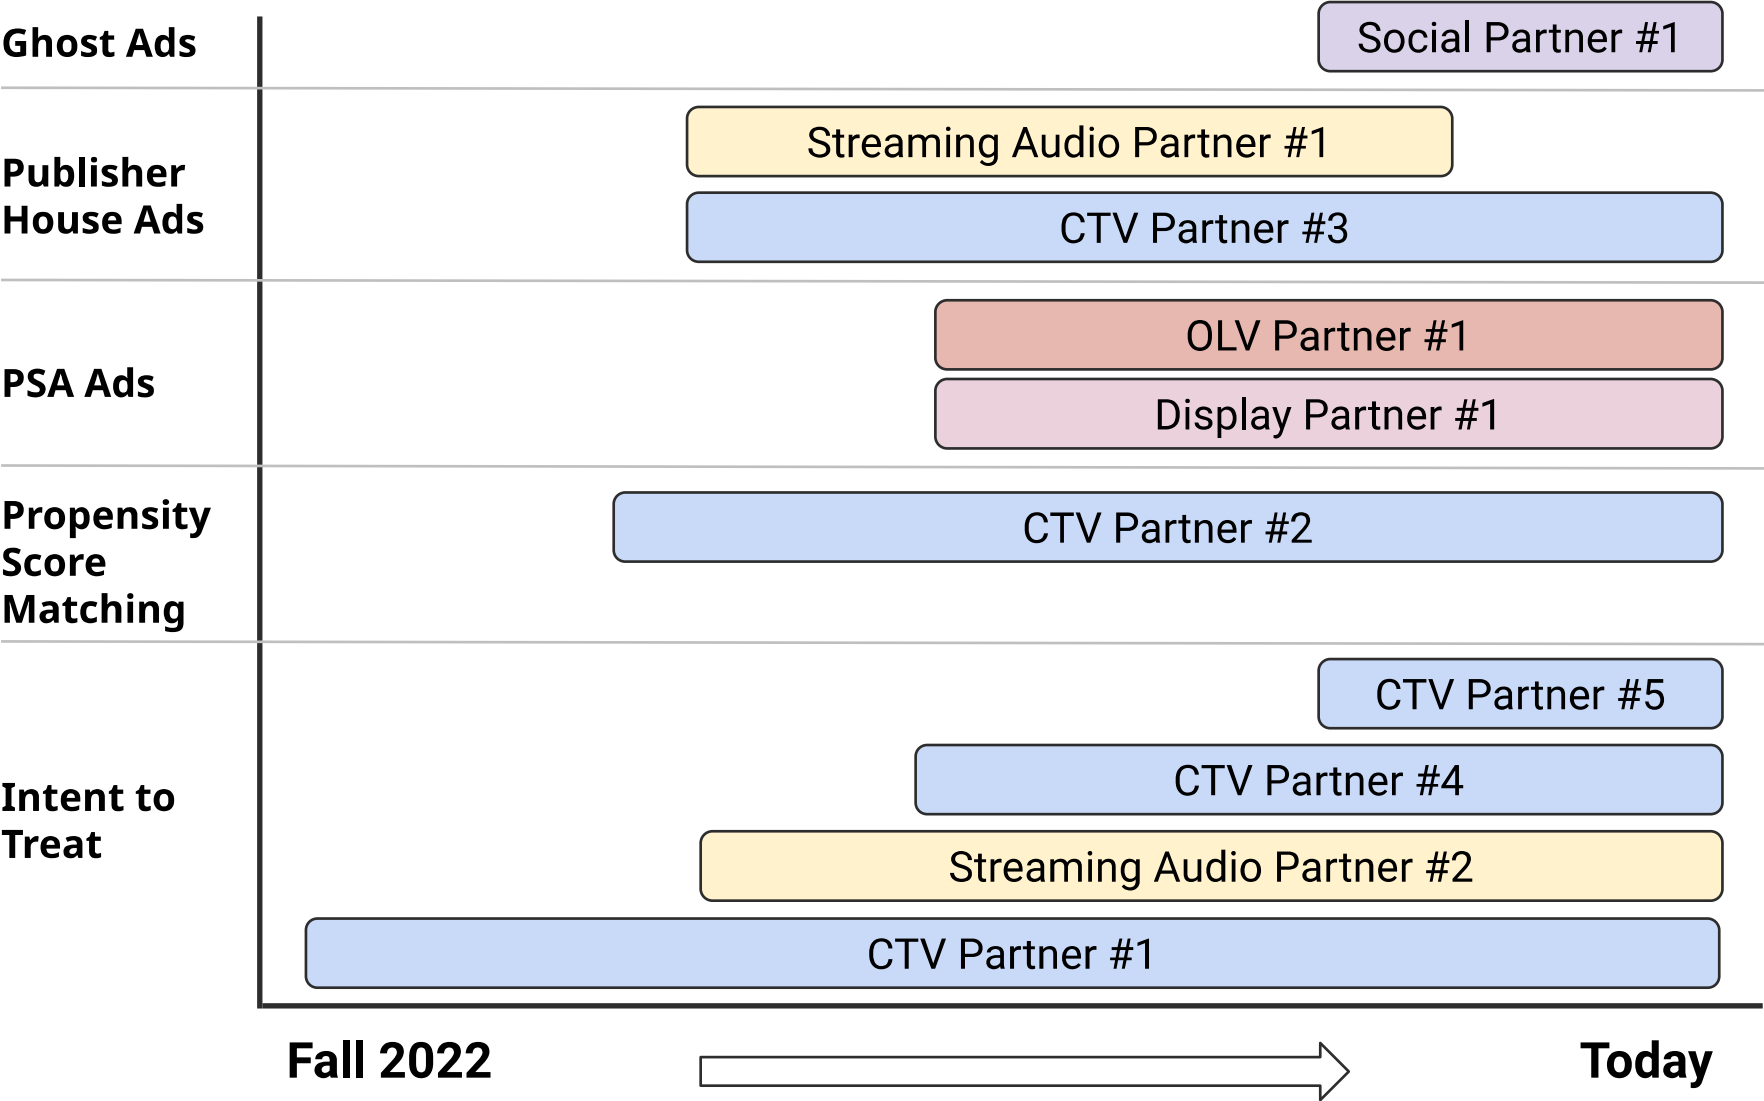 Ghost Ads
Social Partner #1
Publisher
House Ads
Streaming Audio Partner #1
CTV Partner #3
PSA Ads
OLV Partner #1
Display Partner #1
Propensity
Score
Matching
CTV Partner #2
Intent to
Treat
CTV Partner #5
CTV Partner #4
Streaming Audio Partner #2
CTV Partner #1
Fall 2022
Today